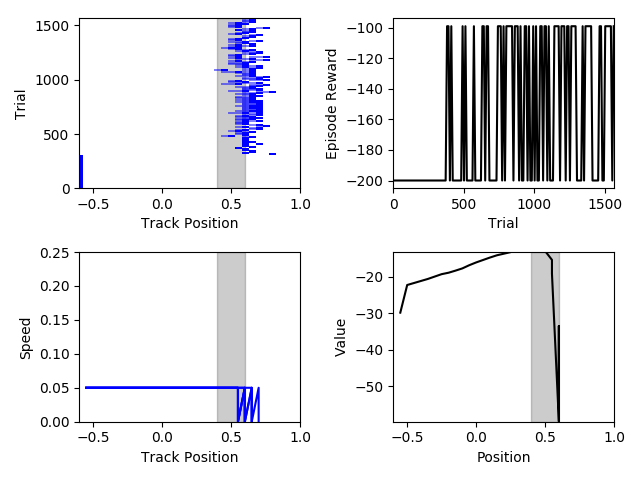 1500
1000
500
0
Trial
−0.5 0.0 0.5 1.0
Track Position
−100
−120
−140
−160
−180
−200
Episode Reward
0 500 1000 1500
Trial
0.25
0.20
0.15
0.10
0.05
0.00
Speed
−0.5 0.0 0.5 1.0
Track Position
−20
−30
−40
−50
Value
−0.5 0.0 0.5 1.0
Position